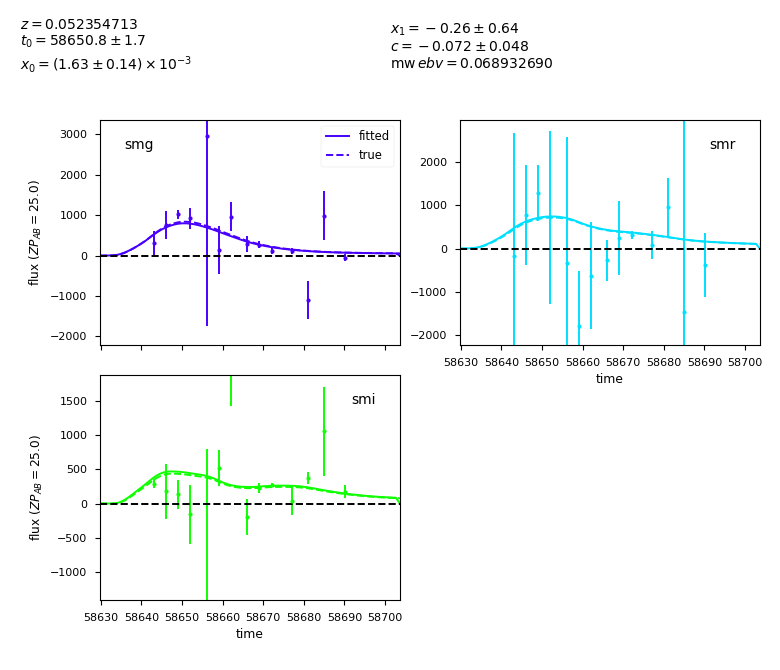 z = 0.052354713
t₀ = 58650.8 ± 1.7
x₀ = (1.63 ± 0.14) × 10⁻³
x₁ = −0.26 ± 0.64
c = −0.072 ± 0.048
mwebv = 0.068932690
smg
fitted
true
flux (ZP_AB = 25.0)
3000
2000
1000
0
−1000
−2000
smr
2000
1000
0
−1000
−2000
58630 58640 58650 58660 58670 58680 58690 58700
time
smi
flux (ZP_AB = 25.0)
1500
1000
500
0
−500
−1000
58630 58640 58650 58660 58670 58680 58690 58700
time